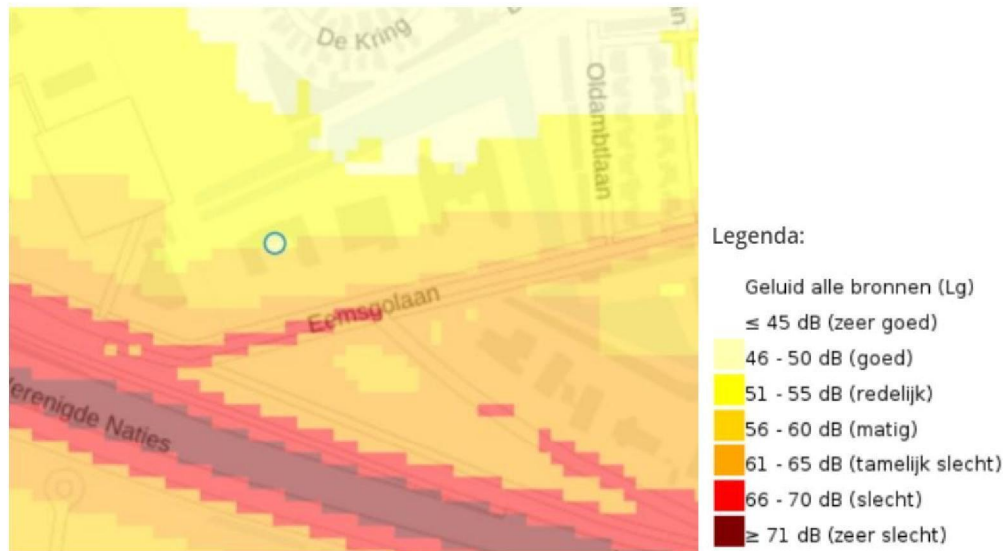 De Kring
Oldambtlaan
Eemsgolaan
Verenigde Naties
Legenda:
Geluid alle bronnen (Lg)
≤ 45 dB (zeer goed)
46 - 50 dB (goed)
51 - 55 dB (redelijk)
56 - 60 dB (matig)
61 - 65 dB (tamelijk slecht)
66 - 70 dB (slecht)
≥ 71 dB (zeer slecht)